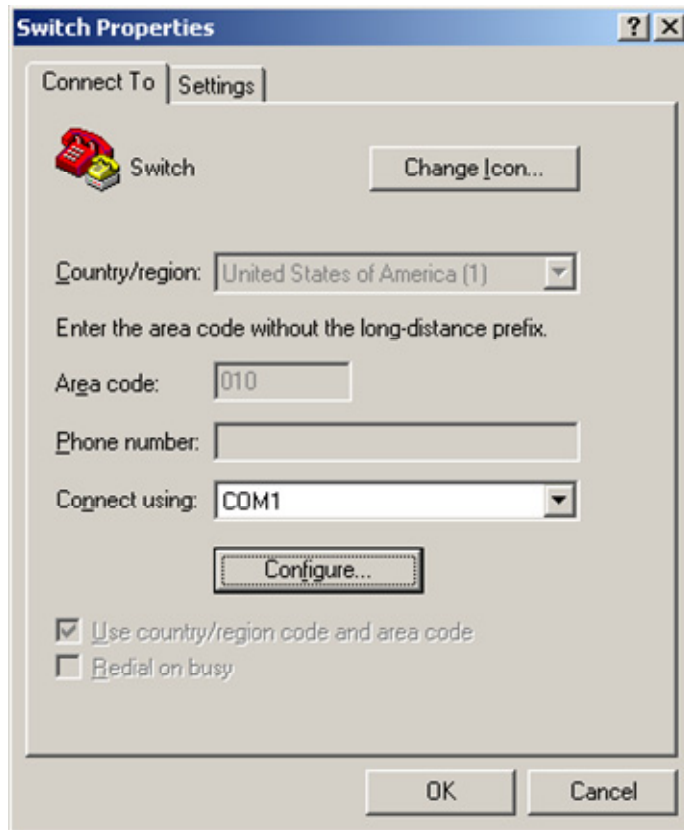 Switch Properties
Connect To Settings
Switch Change Icon...
Country/region: United States of America (1)
Enter the area code without the long-distance prefix.
Area code: 010
Phone number:
Connect using: COM1
Configure...
Use country/region code and area code
Redial on busy
OK Cancel